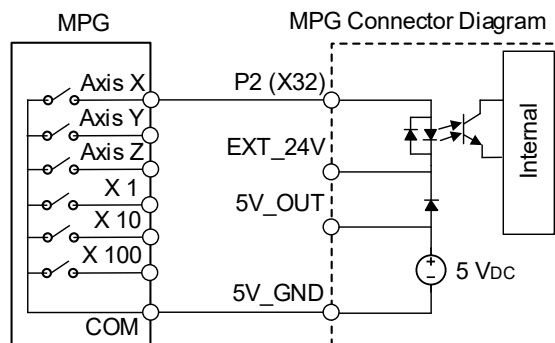 MPG
MPG Connector Diagram
Axis X
P2 (X32)
Axis Y
EXT_24V
Axis Z
X 1
5V_OUT
X 10
X 100
+
−
5 VDC
5V_GND
COM
Internal